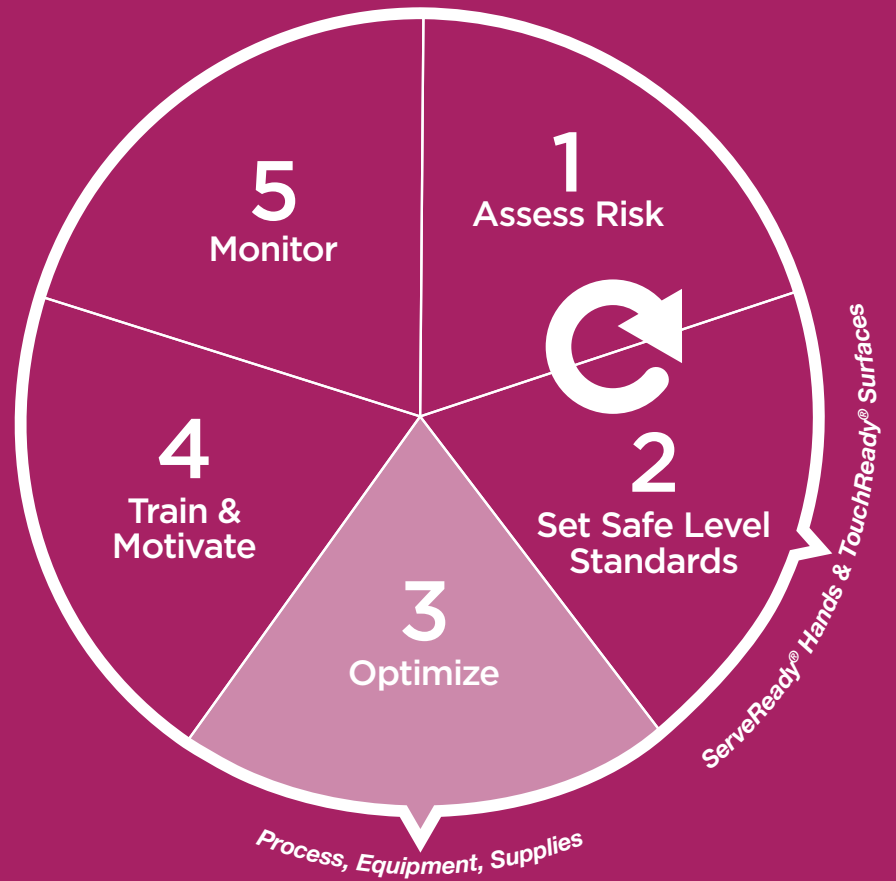 1
Assess Risk
2
Set Safe Level
Standards
ServeReady® Hands & TouchReady® Surfaces
3
Optimize
Process, Equipment, Supplies
4
Train &
Motivate
5
Monitor